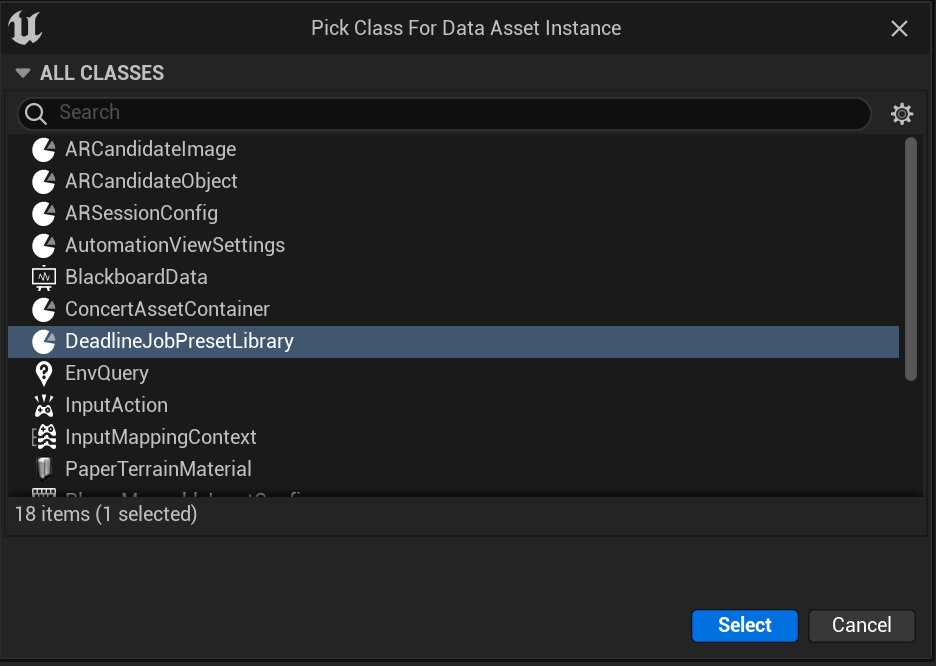 Pick Class For Data Asset Instance
ALL CLASSES
Search
ARCandidateImage
ARCandidateObject
ARSessionConfig
AutomationViewSettings
BlackboardData
ConcertAssetContainer
DeadlineJobPresetLibrary
EnvQuery
InputAction
InputMappingContext
PaperTerrainMaterial
18 items (1 selected)
Select
Cancel